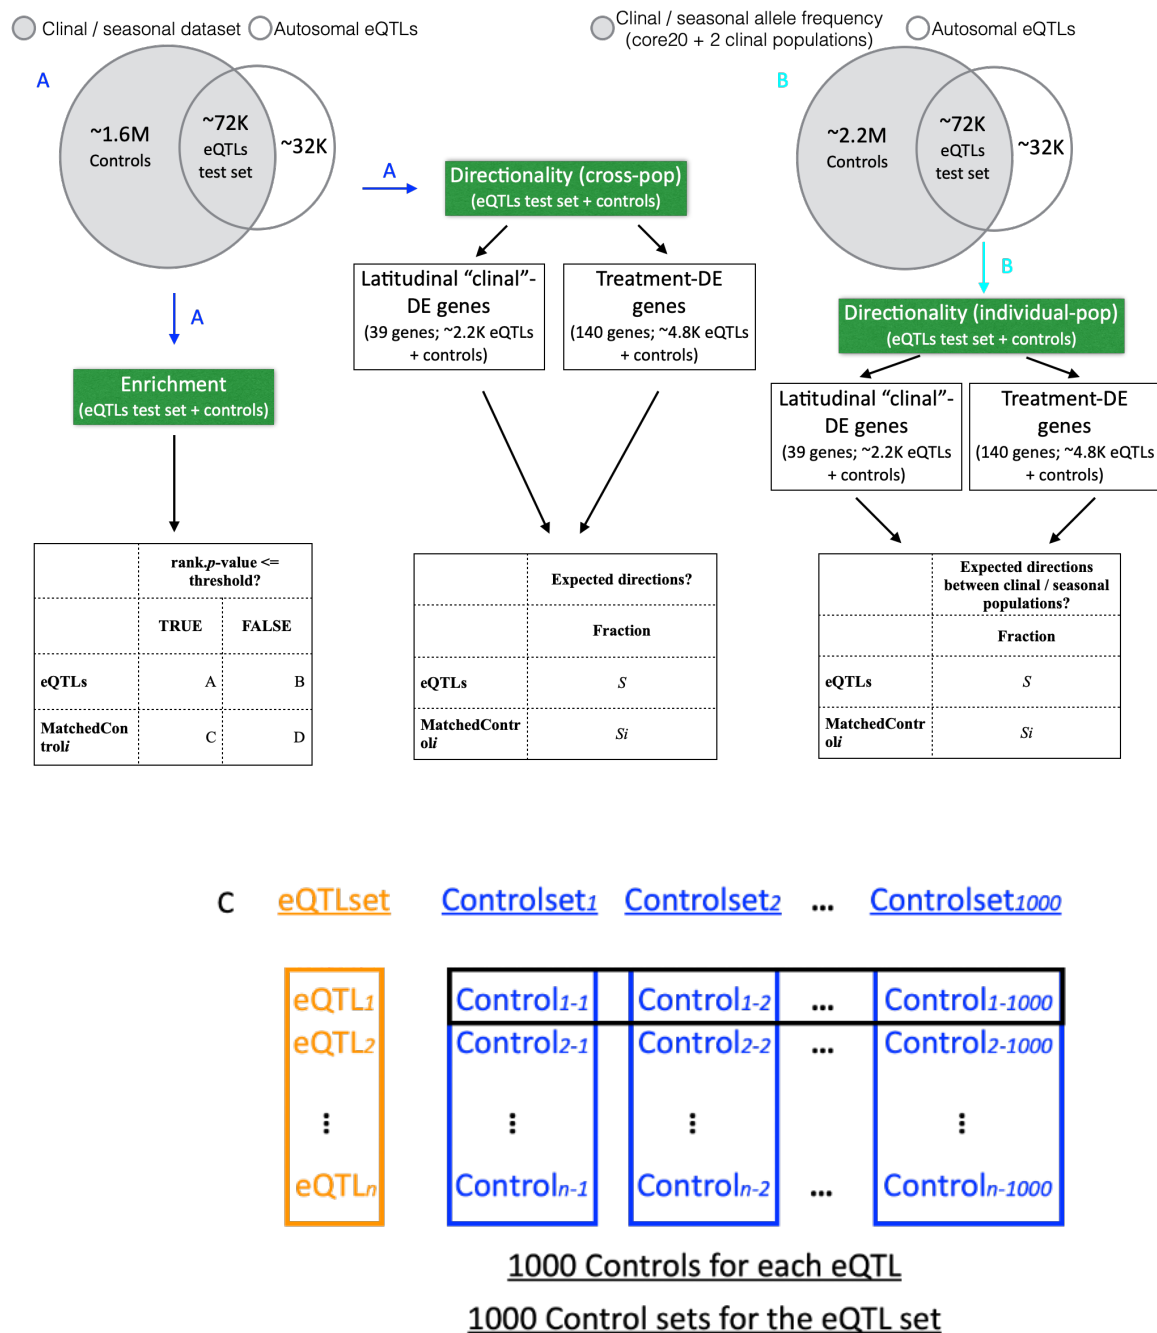 Clinal / seasonal dataset
Autosomal eQTLs
A
~1.6M
Controls
~72K
eQTLs
test set
~32K
A
A
Enrichment
(eQTLs test set + controls)
Directionality (cross-pop)
(eQTLs test set + controls)
Latitudinal “clinal”-
DE genes
(39 genes; ~2.2K eQTLs
+ controls)
Treatment-DE
genes
(140 genes; ~4.8K eQTLs
+ controls)
Clinal / seasonal allele frequency
(core20 + 2 clinal populations)
Autosomal eQTLs
B
~2.2M
Controls
~72K
eQTLs
test set
~32K
B
Directionality (individual-pop)
(eQTLs test set + controls)
Latitudinal “clinal”-
DE genes
(39 genes; ~2.2K eQTLs
+ controls)
Treatment-DE
genes
(140 genes; ~4.8K eQTLs
+ controls)
rank.p-value <=
threshold?
TRUE FALSE
eQTLs A B
MatchedCon
troli C D
Expected directions?
Fraction
eQTLs S
MatchedContr
oli Si
Expected directions
between clinal / seasonal
populations?
Fraction
eQTLs S
MatchedContr
oli Si
C eQTLset Controlset1 Controlset2 ... Controlset1000
eQTL1 Control1-1 Control1-2 ... Control1-1000
eQTL2 Control2-1 Control2-2 ... Control2-1000
⋮ ⋮ ⋮ ⋮
eQTLn Controln-1 Controln-2 ... Controln-1000
1000 Controls for each eQTL
1000 Control sets for the eQTL set